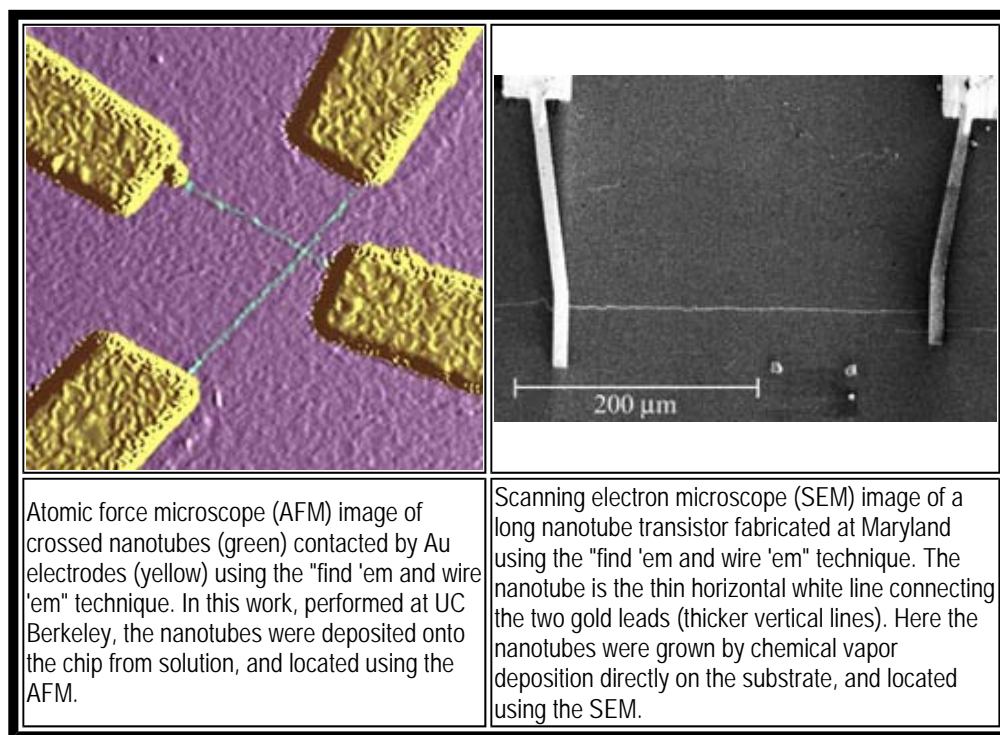 200 μm
Atomic force microscope (AFM) image of
crossed nanotubes (green) contacted by Au
electrodes (yellow) using the "find 'em and wire
'em" technique. In this work, performed at UC
Berkeley, the nanotubes were deposited onto
the chip from solution, and located using the
AFM.
Scanning electron microscope (SEM) image of a
long nanotube transistor fabricated at Maryland
using the "find 'em and wire 'em" technique. The
nanotube is the thin horizontal white line connecting
the two gold leads (thicker vertical lines). Here the
nanotubes were grown by chemical vapor
deposition directly on the substrate, and located
using the SEM.